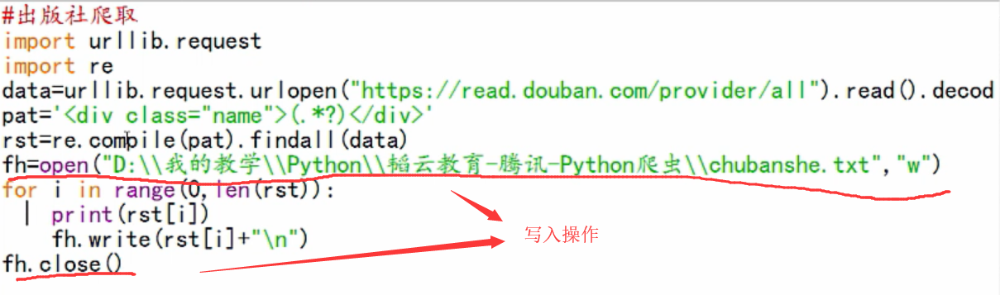 #出版社爬取
import urllib.request
import re
data=urllib.request.urlopen("https://read.douban.com/provider/all").read().decod
pat='<div class="name">(.*?)</div>'
rst=re.compile(pat).findall(data)
fh=open("D:\\我的教学\\Python\\韬云教育-腾讯-Python爬虫\\chubanshe.txt","w")
for i in range(0,len(rst)):
print(rst[i])
写入操作
fh.write(rst[i]+"\n")
fh.close()